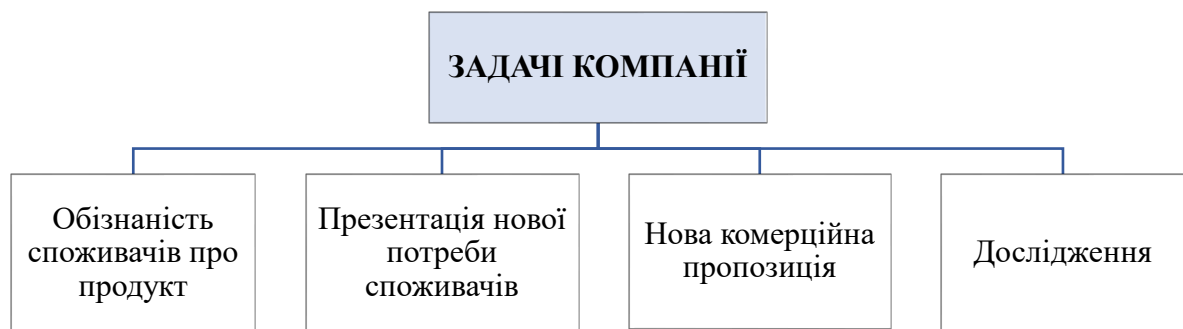 ЗАДАЧІ КОМПАНІЇ
Обізнаність
споживачів про
продукт
Презентація нової
потреби
споживачів
Нова комерційна
пропозиція
Дослідження